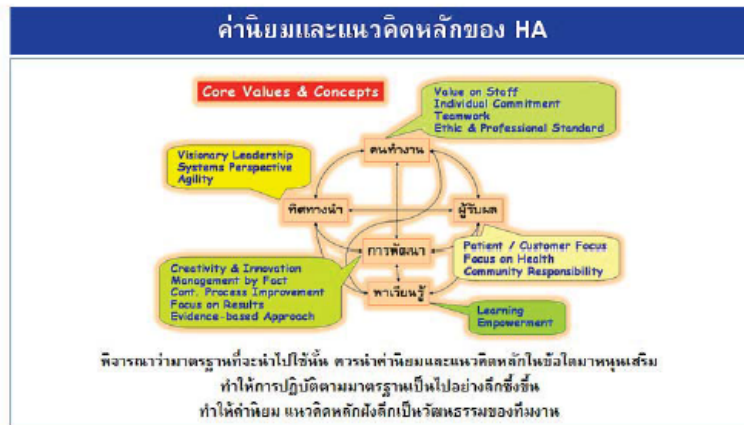 ค่านิยมและแนวคิดหลักของ HA
Core Values & Concepts
Value on Staff
Individual Commitment
Teamwork
Ethic & Professional Standard
คนทำงาน
Visionary Leadership
Systems Perspective
Agility
ทิศทางนำ
ผู้รับผล
การพัฒนา
Patient / Customer Focus
Focus on Health
Community Responsibility
Creativity & Innovation
Management by Fact
Cont. Process Improvement
Focus on Results
Evidence-based Approach
พาเรียนรู้
Learning
Empowerment
พิจารณาว่ามาตรฐานที่จะนำไปใช้นั้น ควรนำค่านิยมและแนวคิดหลักในข้อใดมาหนุนเสริม
ทำให้การปฏิบัติตามมาตรฐานเป็นไปอย่างลึกซึ้งขึ้น
ทำให้ค่านิยม แนวคิดหลักฝังลึกเป็นวัฒนธรรมของทีมงาน